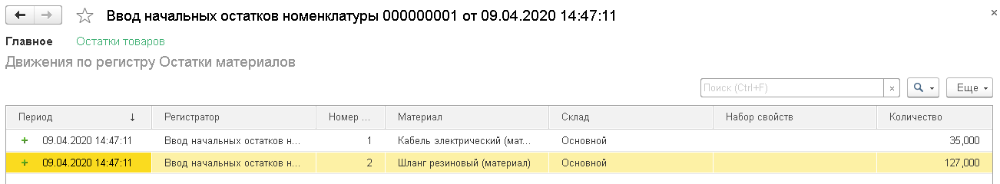 Ввод начальных остатков номенклатуры 000000001 от 09.04.2020 14:47:11
Главное Остатки товаров
Движения по регистру Остатки материалов
Поиск (Ctrl+F) × Еще
Период ↓ Регистратор Номер ... Материал Склад Набор свойств Количество
+ 09.04.2020 14:47:11 Ввод начальных остатков н... 1 Кабель электрический (мат... Основной 35,000
+ 09.04.2020 14:47:11 Ввод начальных остатков н... 2 Шланг резиновый (материал) Основной 127,000